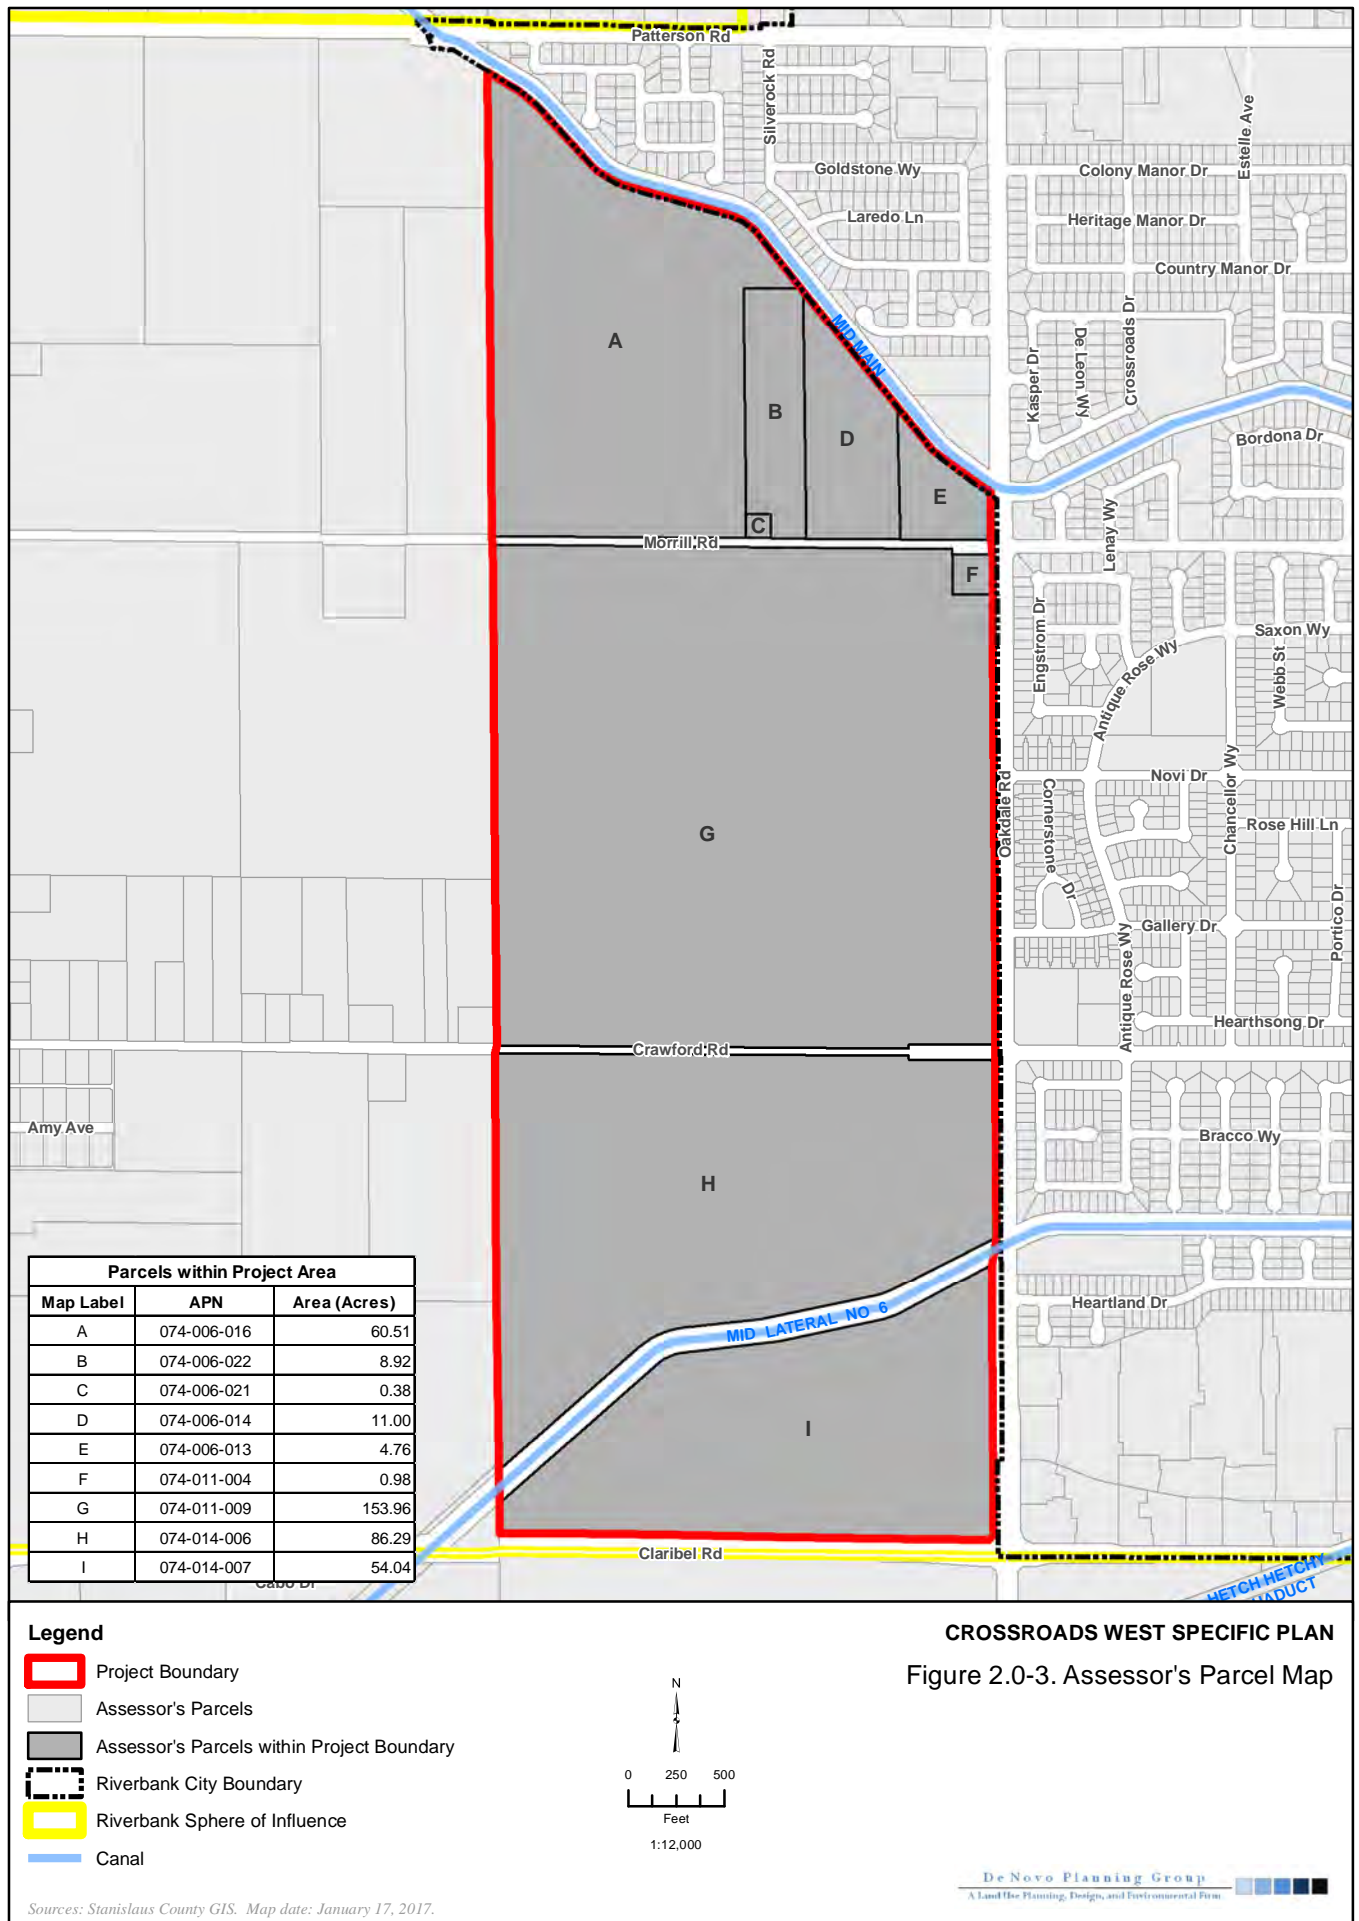 Patterson Rd
Silverock Rd
Goldstone Wy
Laredo Ln
Colony Manor Dr
Estelle Ave
Heritage Manor Dr
Country Manor Dr
Kasper Dr
De Leon Wy
Crossroads Dr
Bordona Dr
MID MAIN
A
B
D
E
C
Morrill Rd
F
Lenay Wy
Engstrom Dr
Antique Rose Wy
Saxon Wy
Webb St
Novi Dr
Chancellor Wy
Oakdale Rd
Cornerstone Dr
Rose Hill Ln
Portico Dr
G
Gallery Dr
Antique Rose Wy
Hearthsong Dr
Crawford Rd
Amy Ave
Bracco Wy
H
Heartland Dr
MID LATERAL NO 6
I
Claribel Rd
Cabo Dr
HETCH HETCHY
Parcels within Project Area
Map Label APN Area (Acres)
A 074-006-016 60.51
B 074-006-022 8.92
C 074-006-021 0.38
D 074-006-014 11.00
E 074-006-013 4.76
F 074-011-004 0.98
G 074-011-009 153.96
H 074-014-006 86.29
I 074-014-007 54.04
Legend
Project Boundary
Assessor's Parcels
Assessor's Parcels within Project Boundary
Riverbank City Boundary
Riverbank Sphere of Influence
Canal
Sources: Stanislaus County GIS. Map date: January 17, 2017.
N
0 250 500
Feet
1:12,000
CROSSROADS WEST SPECIFIC PLAN
Figure 2.0-3. Assessor's Parcel Map
De Novo Planning Group
A Land Use Planning, Design, and Environmental Firm